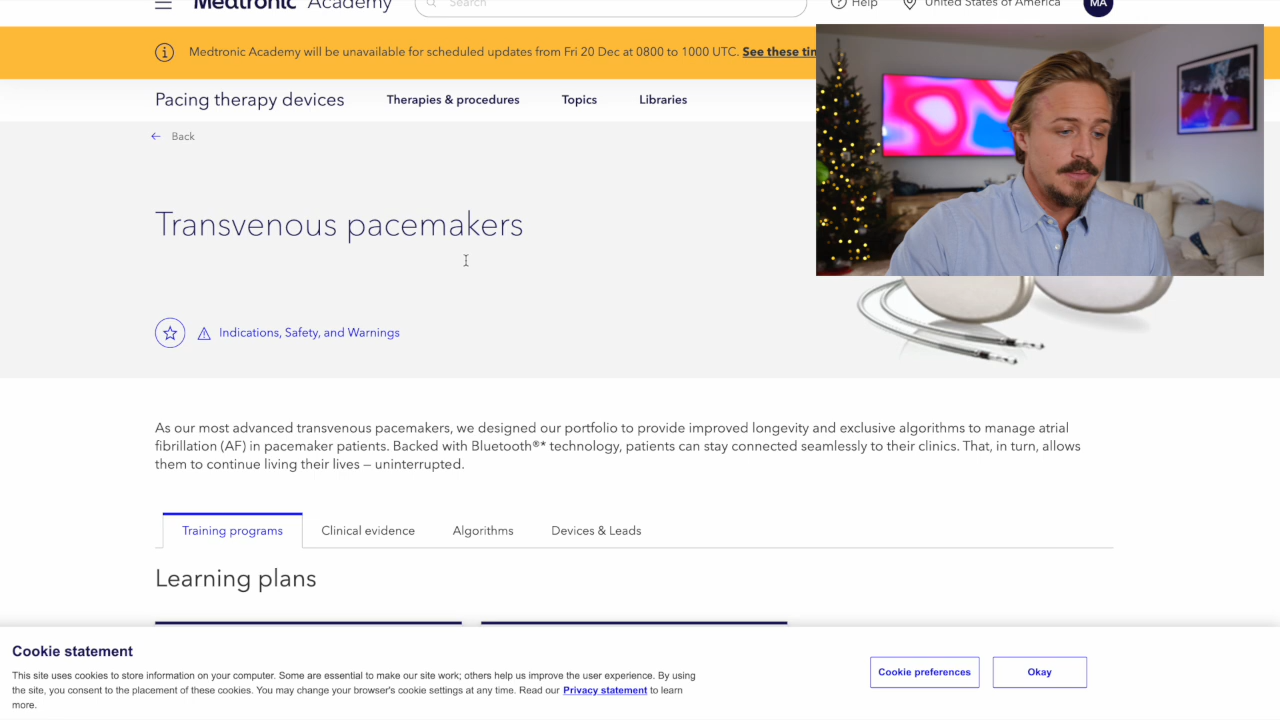 Medtronic Academy
Search
Help
United States of America
MA
Medtronic Academy will be unavailable for scheduled updates from Fri 20 Dec at 0800 to 1000 UTC. See these
Pacing therapy devices
Therapies & procedures
Topics
Libraries
← Back
Transvenous pacemakers
Indications, Safety, and Warnings
As our most advanced transvenous pacemakers, we designed our portfolio to provide improved longevity and exclusive algorithms to manage atrial
fibrillation (AF) in pacemaker patients. Backed with Bluetooth®* technology, patients can stay connected seamlessly to their clinics. That, in turn, allows
them to continue living their lives – uninterrupted.
Training programs
Clinical evidence
Algorithms
Devices & Leads
Learning plans
Cookie statement
This site uses cookies to store information on your computer. Some are essential to make our site work; others help us improve the user experience. By using
the site, you consent to the placement of these cookies. You may change your browser's cookie settings at any time. Read our Privacy statement to learn
more.
Cookie preferences
Okay